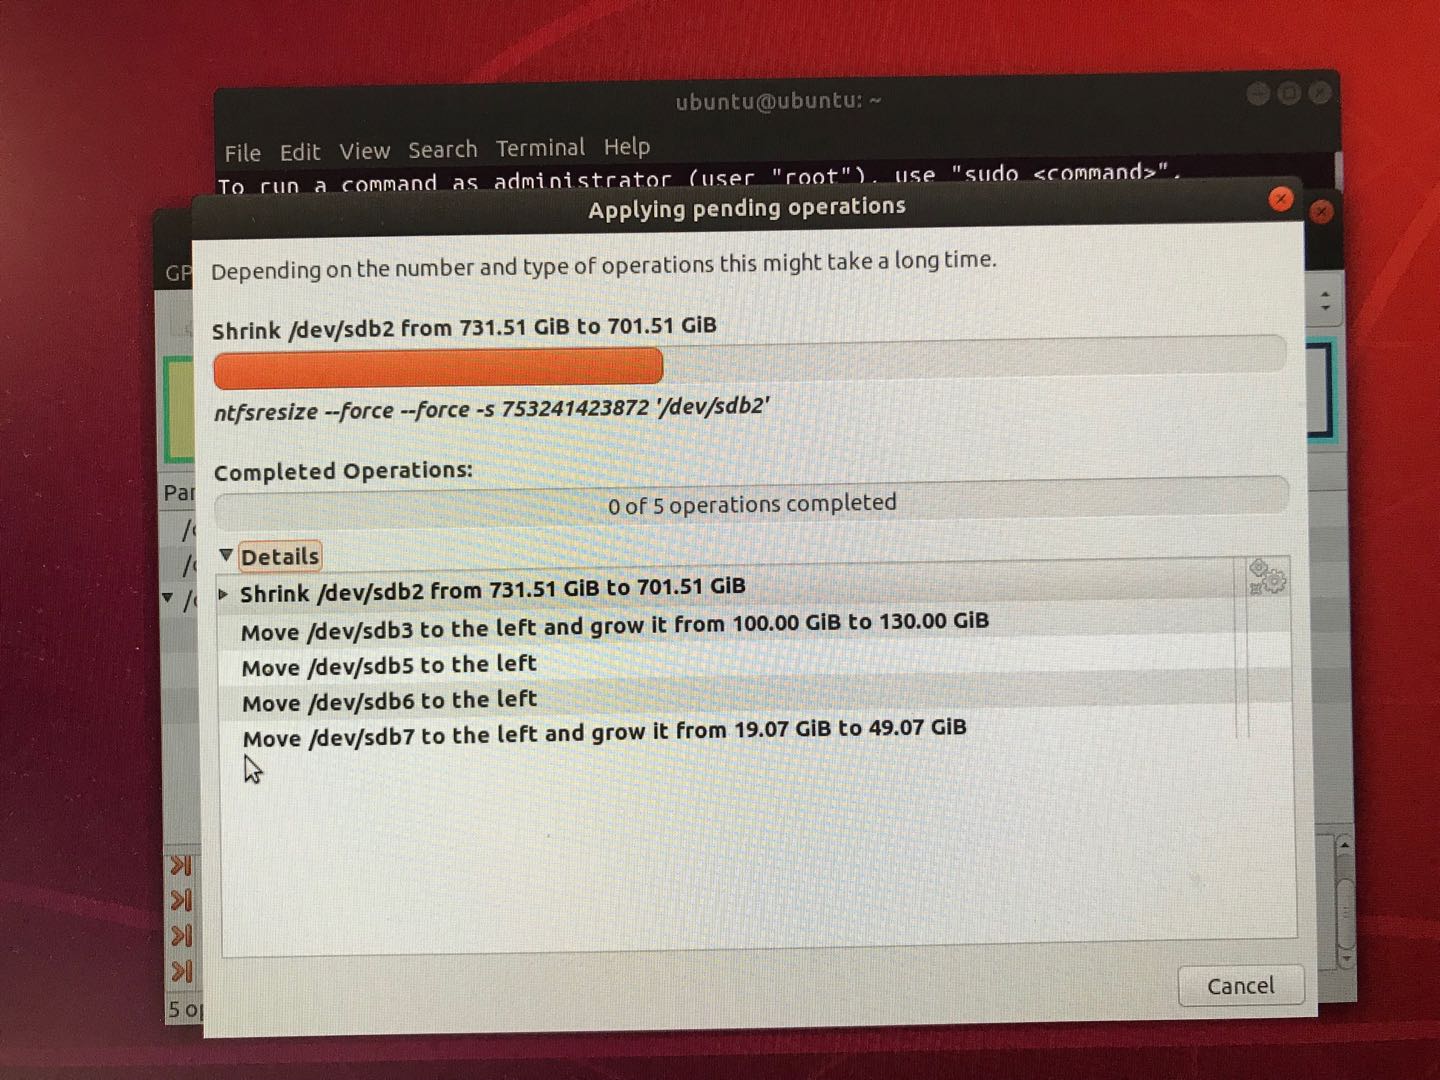 ubuntu@ubuntu: ~
File Edit View Search Terminal Help
To run a command as administrator (user "root"), use "sudo <command>".
Applying pending operations
GP
Depending on the number and type of operations this might take a long time.
Shrink /dev/sdb2 from 731.51 GiB to 701.51 GiB
ntfsresize --force --force -s 753241423872 '/dev/sdb2'
Completed Operations:
Par
0 of 5 operations completed
Details
Shrink /dev/sdb2 from 731.51 GiB to 701.51 GiB
Move /dev/sdb3 to the left and grow it from 100.00 GiB to 130.00 GiB
Move /dev/sdb5 to the left
Move /dev/sdb6 to the left
Move /dev/sdb7 to the left and grow it from 19.07 GiB to 49.07 GiB
5 op
Cancel